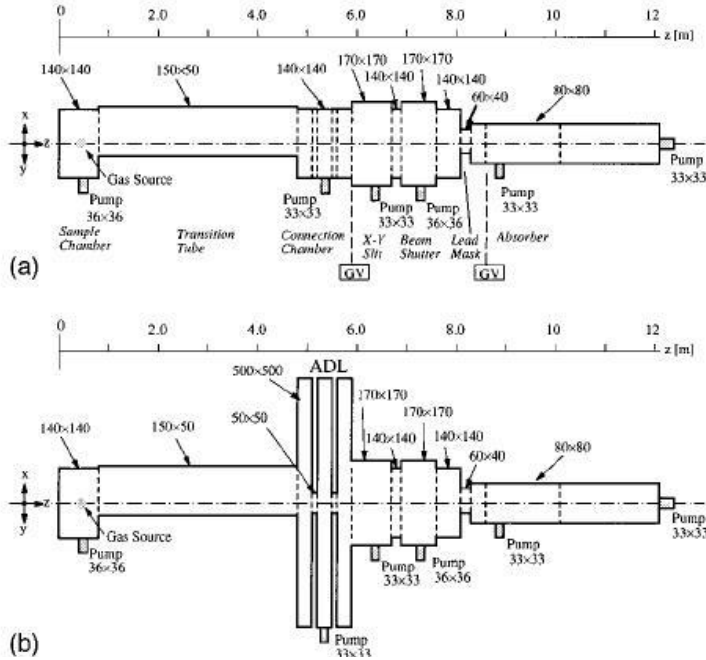 0
2.0
4.0
6.0
8.0
10
12
z [m]
140×140
150×50
140×140
170×170
140×140
170×170
140×140
60×40
80×80
x
z
y
Gas Source
Pump
36×36
Pump
33×33
Pump
33×33
Pump
36×36
Pump
33×33
Pump
33×33
Sample
Chamber
Transition
Tube
Connection
Chamber
X-Y
Slit
Beam
Shutter
Lead
Mask
Absorber
GV
GV
(a)
0
2.0
4.0
6.0
8.0
10
12
z [m]
ADL
140×140
150×50
500×500
50×50
170×170
140×140
170×170
140×140
60×40
80×80
x
z
y
Gas Source
Pump
36×36
Pump
33×33
Pump
33×33
Pump
36×36
Pump
33×33
Pump
33×33
(b)